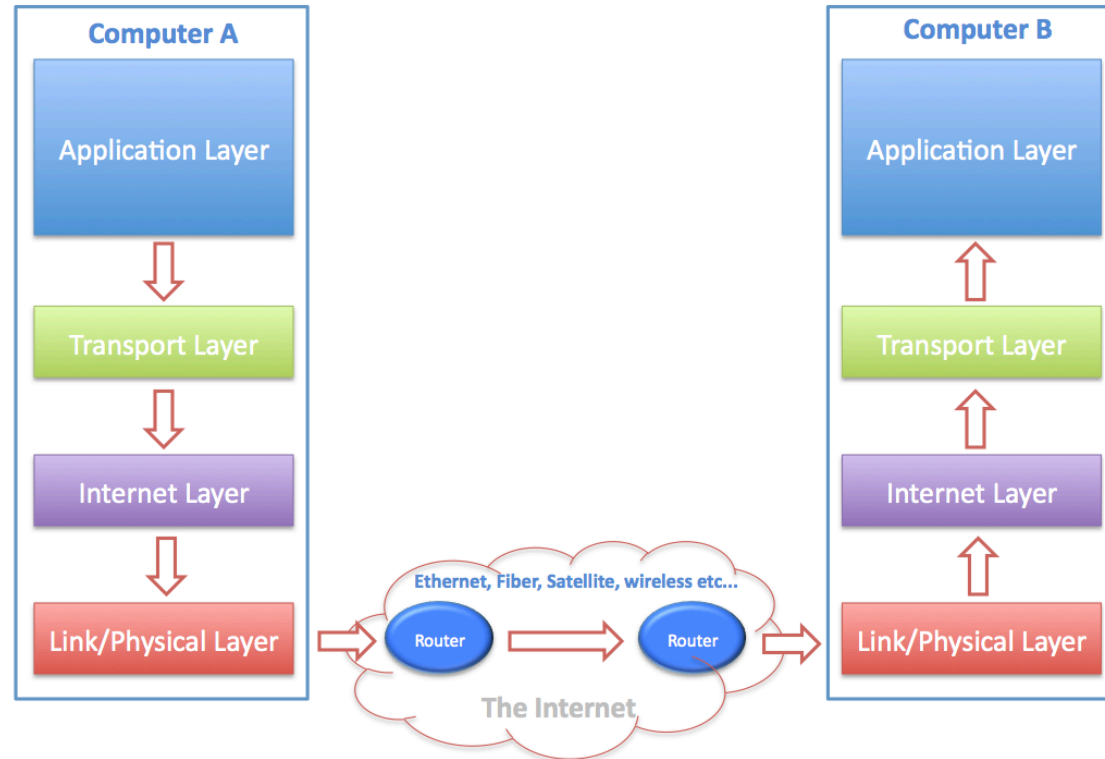 Computer A
Application Layer
Transport Layer
Internet Layer
Link/Physical Layer
Ethernet, Fiber, Satellite, wireless etc...
Router
Router
The Internet
Computer B
Application Layer
Transport Layer
Internet Layer
Link/Physical Layer